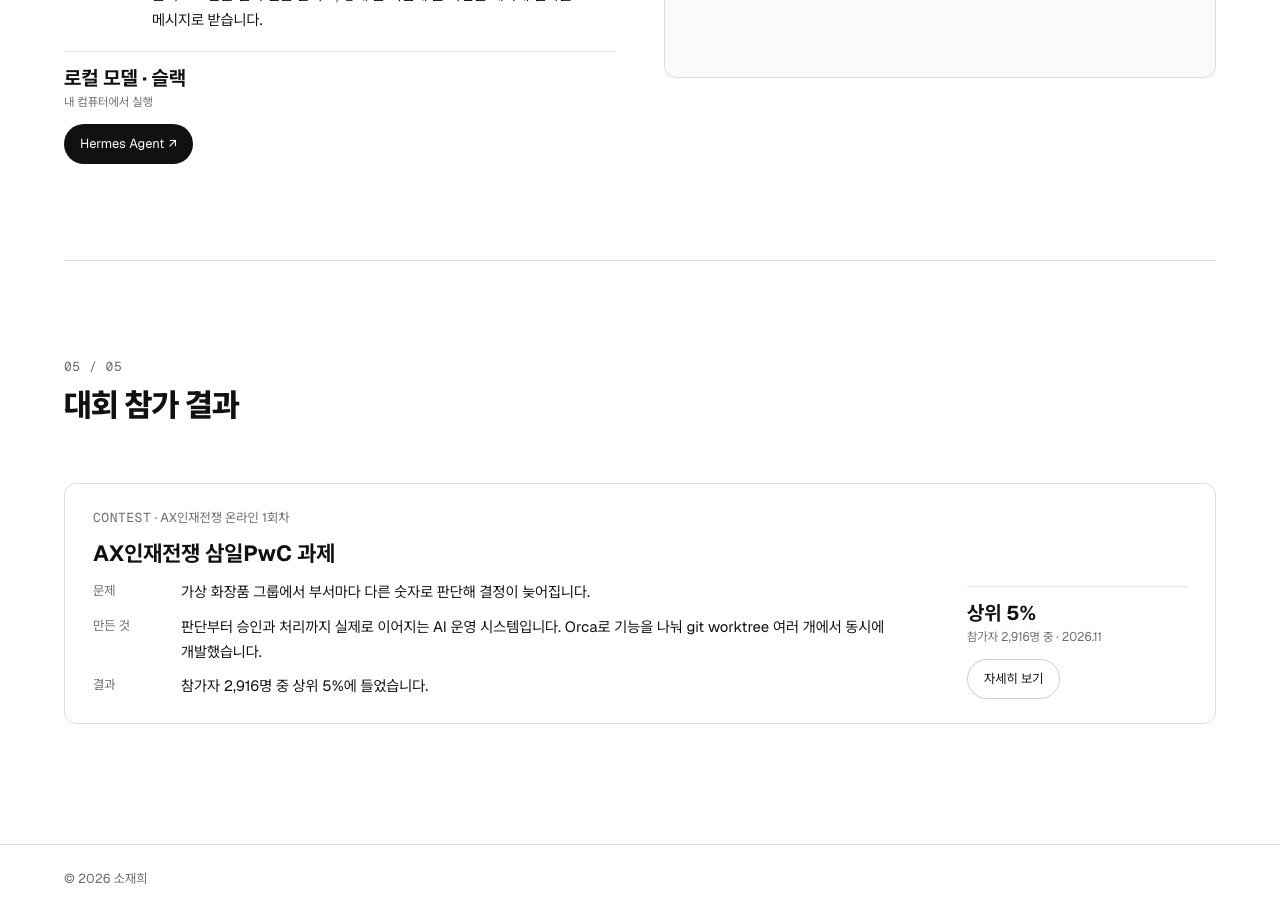 메시지로 받습니다.
로컬 모델 · 슬랙
내 컴퓨터에서 실행
Hermes Agent ↗
05 / 05
대회 참가 결과
CONTEST · AX인재전쟁 온라인 1회차
AX인재전쟁 삼일PwC 과제
문제 가상 화장품 그룹에서 부서마다 다른 숫자로 판단해 결정이 늦어집니다.
만든 것 판단부터 승인과 처리까지 실제로 이어지는 AI 운영 시스템입니다. Orca로 기능을 나눠 git worktree 여러 개에서 동시에
개발했습니다.
결과 참가자 2,916명 중 상위 5%에 들었습니다.
상위 5%
참가자 2,916명 중 · 2026.11
자세히 보기
© 2026 소재희